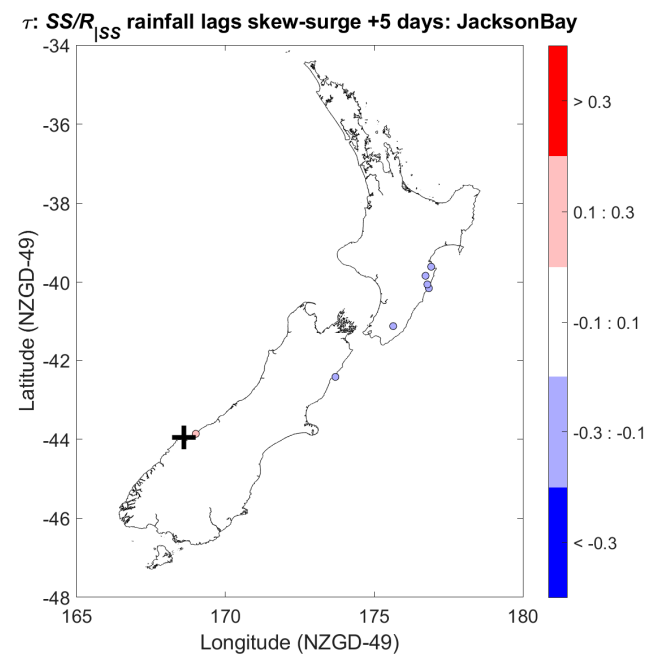 τ: SS/R|SS rainfall lags skew-surge +5 days: JacksonBay
-34
-36
-38
-40
-42
-44
-46
-48
165
170
175
180
Longitude (NZGD-49)
Latitude (NZGD-49)
> 0.3
0.1 : 0.3
-0.1 : 0.1
-0.3 : -0.1
< -0.3